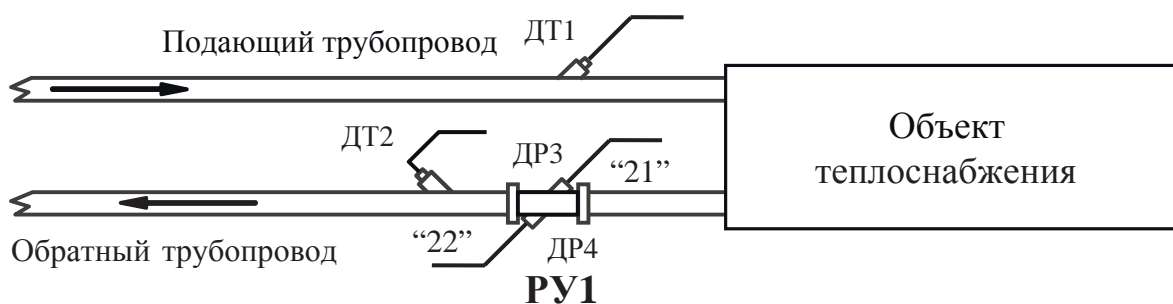 ДТ1
Подающий трубопровод
Объект
теплоснабжения
ДТ2
ДР3
“21”
“22”
ДР4
Обратный трубопровод
РУ1